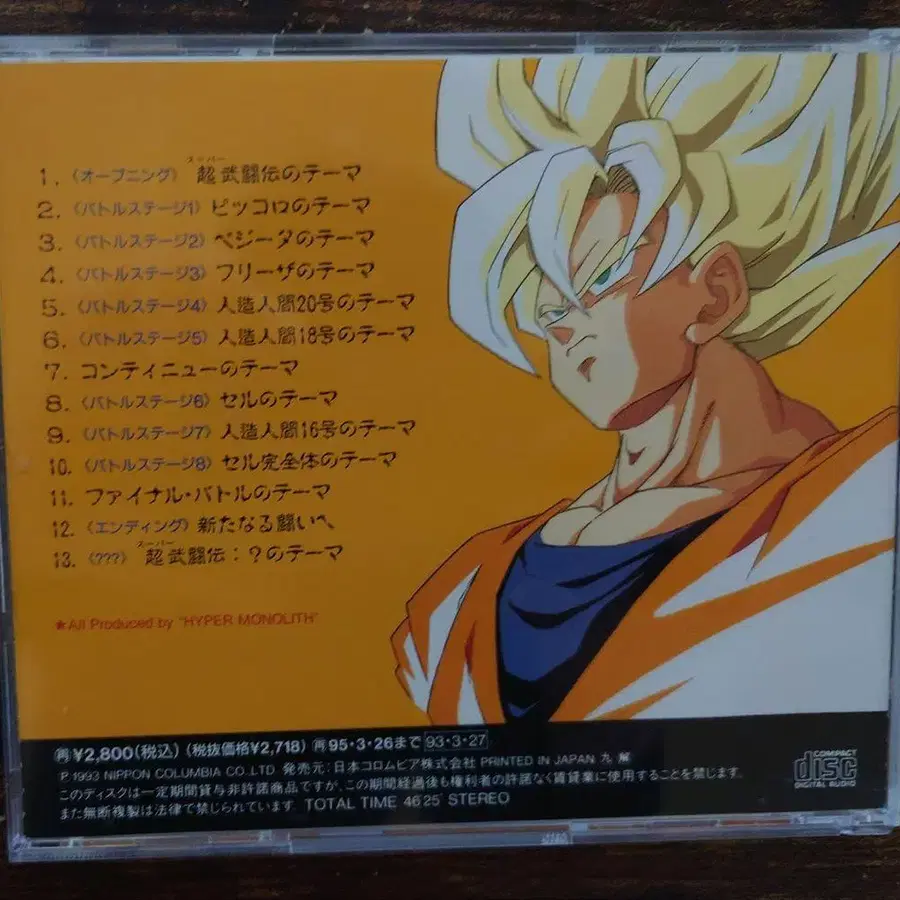 スーパー
1. 〈オープニング〉 超武闘伝のテーマ
2. 〈バトルステージ1〉 ピッコロのテーマ
3. 〈バトルステージ2〉 ベジータのテーマ
4. 〈バトルステージ3〉 フリーザのテーマ
5. 〈バトルステージ4〉 人造人間20号のテーマ
6. 〈バトルステージ5〉 人造人間18号のテーマ
7. コンティニューのテーマ
8. 〈バトルステージ6〉 セルのテーマ
9. 〈バトルステージ7〉 人造人間16号のテーマ
10. 〈バトルステージ8〉 セル完全体のテーマ
11. ファイナル・バトルのテーマ
12. 〈エンディング〉 新たなる闘いへ
スーパー
13. 〈???〉 超武闘伝:?のテーマ
★All Produced by "HYPER MONOLITH"
再¥2,800(税込) (税抜価格¥2,718) 再95・3・26まで 93・3・27
P.1993 NIPPON COLUMBIA CO.,LTD. 発売元:日本コロムビア株式会社 PRINTED IN JAPAN 九
このディスクは一定期間貸与非許諾商品ですが、この期間経過後も権利者の許諾なく賃貸業に使用することを禁じます。
また無断複製は法律で禁じられています. TOTAL TIME 46'25" STEREO
COMPACT
disc
DIGITAL AUDIO